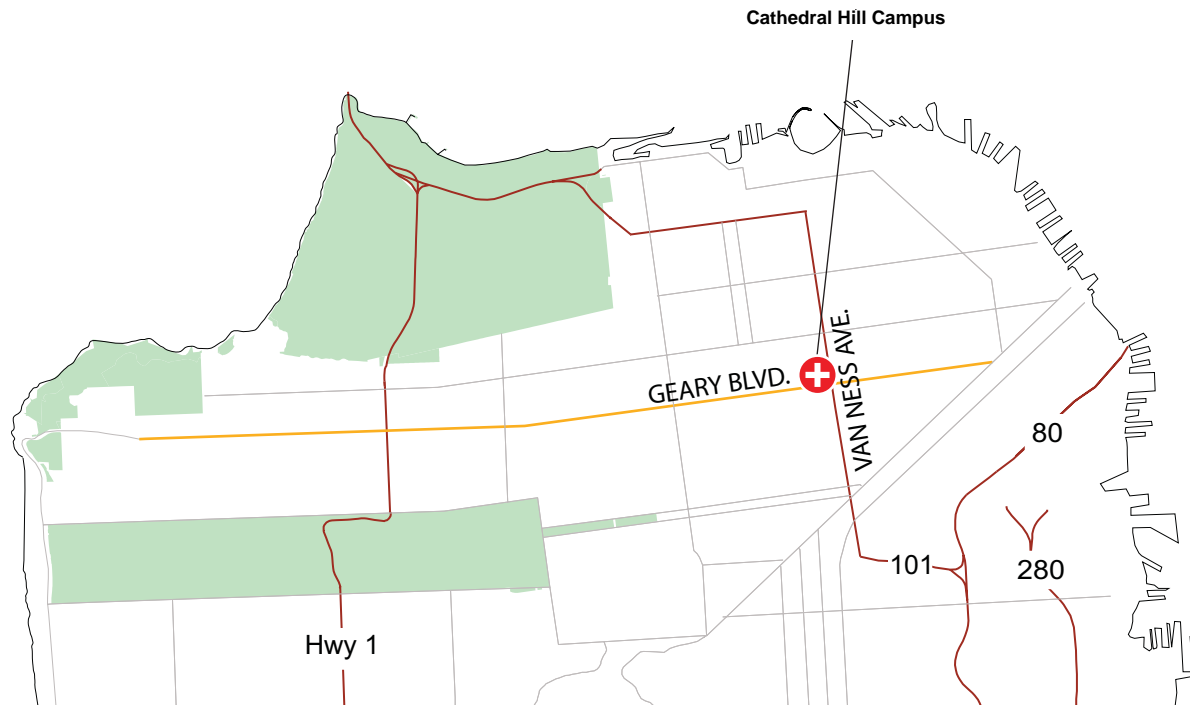 Cathedral Hill Campus
GEARY BLVD.
VAN NESS AVE.
80
101
280
Hwy 1